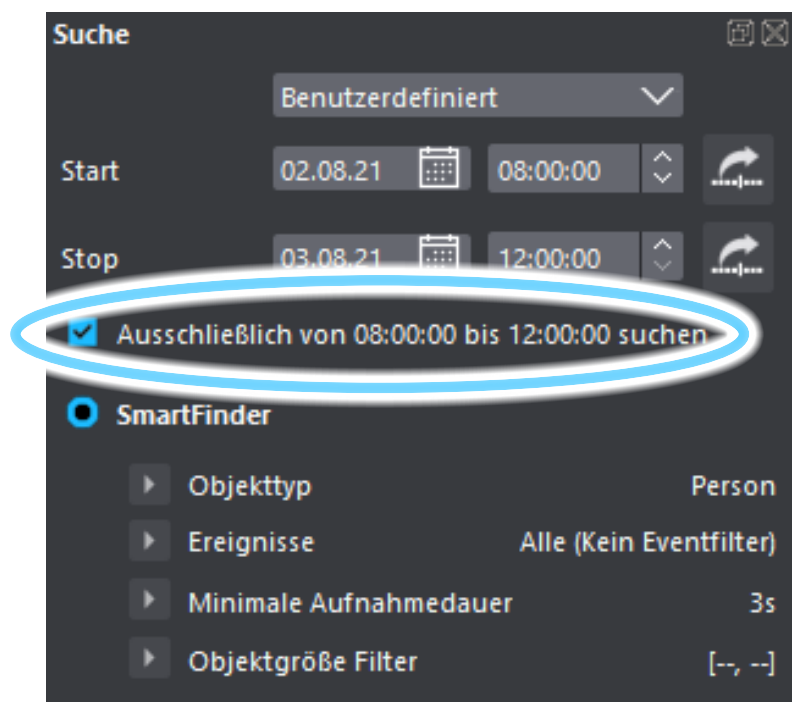 Suche
Benutzerdefiniert
Start 02.08.21 08:00:00
Stop 03.08.21 12:00:00
Ausschließlich von 08:00:00 bis 12:00:00 suchen
SmartFinder
Objekttyp Person
Ereignisse Alle (Kein Eventfilter)
Minimale Aufnahmedauer 3s
Objektgröße Filter [--, --]